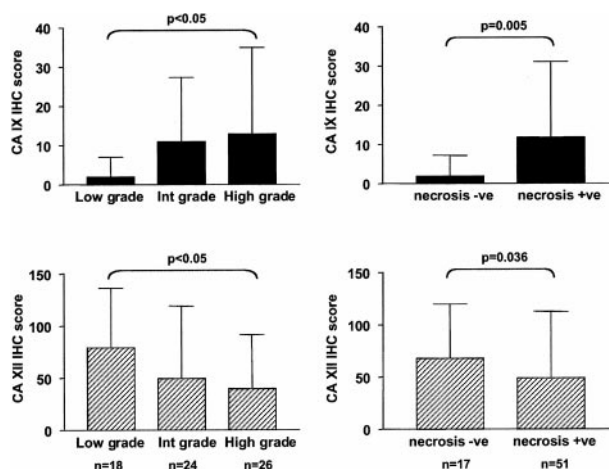 p<0.05
CA IX IHC score
40
30
20
10
0
Low grade Int grade High grade
p=0.005
CA IX IHC score
40
30
20
10
0
necrosis -ve necrosis +ve
p<0.05
CA XII IHC score
150
100
50
0
Low grade Int grade High grade
n=18 n=24 n=26
p=0.036
CA XII IHC score
150
100
50
0
necrosis -ve necrosis +ve
n=17 n=51